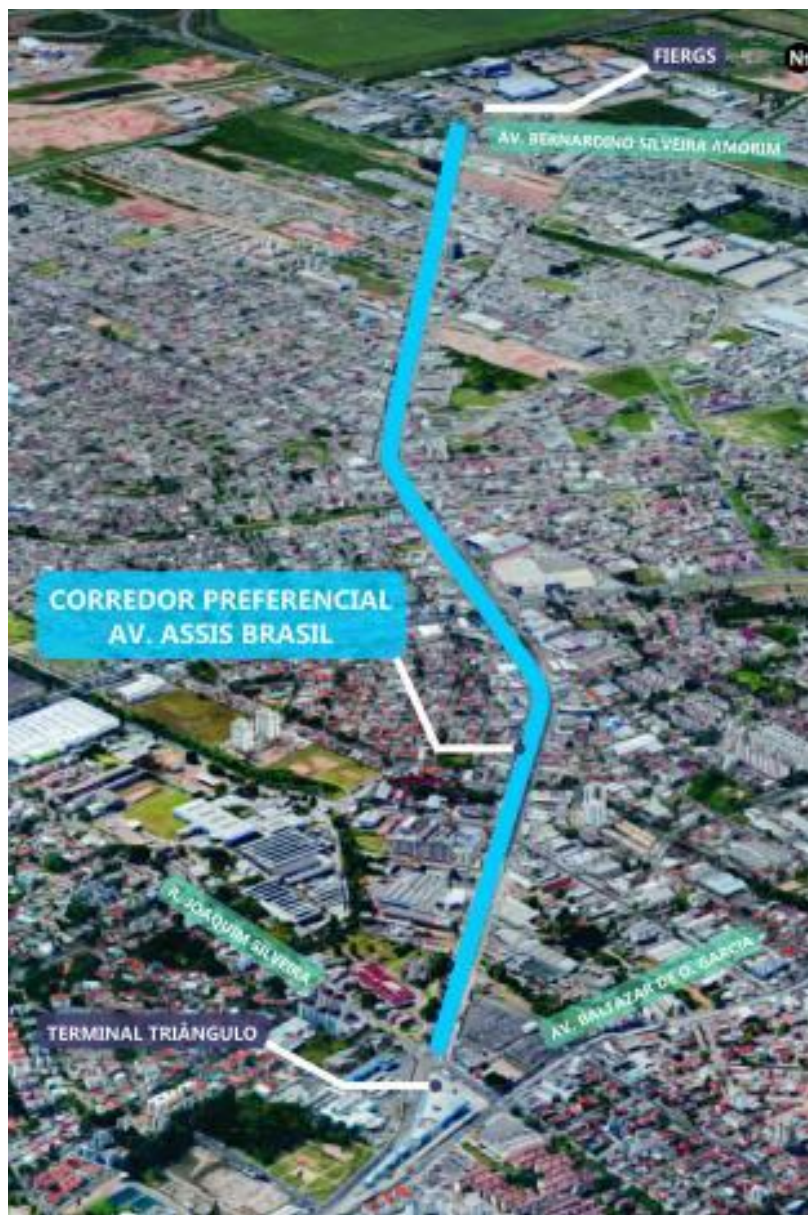 FIERGS
AV. BERNARDINO SILVEIRA AMORIM
CORREDOR PREFERENCIAL
AV. ASSIS BRASIL
R. JOAQUIM SILVEIRA
AV. BALTAZAR DE O. GARCIA
TERMINAL TRIÂNGULO